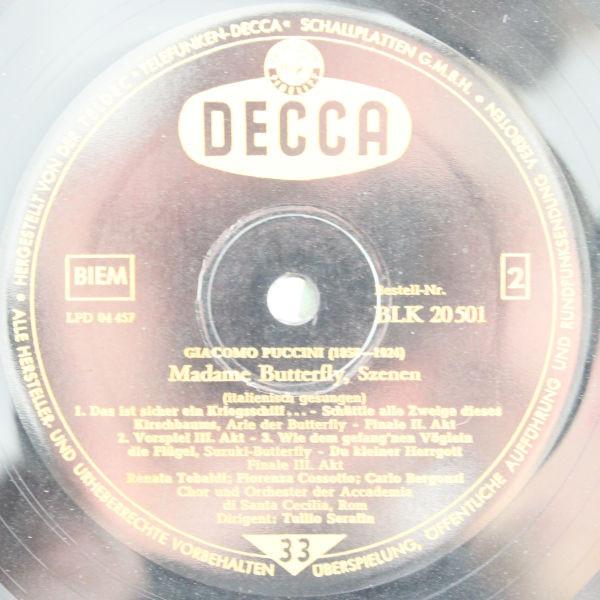 HERGESTELLT VON DER „TELDEC" »TELEFUNKEN-DECCA« SCHALLPLATTEN G.M.B.H. •
DECCA
BIEM
2
LPD 04 457
Bestell-Nr.
BLK 20 501
GIACOMO PUCCINI (1858—1924)
Madame Butterfly, Szenen
(Italienisch gesungen)
1. Das ist sicher ein Kriegsschiff . . . - Schüttle alle Zweige dieses
Kirschbaums, Arie der Butterfly - Finale II. Akt
2. Vorspiel III. Akt - 3. Wie dem gefang'nen Vöglein
die Flügel, Suzuki-Butterfly - Du kleiner Herrgott
Finale III. Akt
Renata Tebaldi; Fiorenza Cossotto; Carlo Bergonzi
Chor und Orchester der Accademia
di Santa Cecilia, Rom
Dirigent: Tullio Serafin
33
• ALLE HERSTELLER- UND URHEBERRECHTE VORBEHALTEN
ÜBERSPIELUNG, ÖFFENTLICHE AUFFÜHRUNG UND RUNDFUNKSENDUNG VERBOTEN